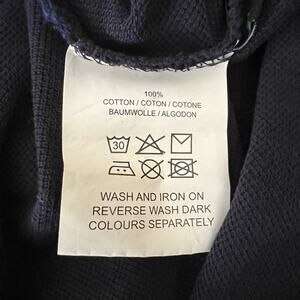 100%
COTTON / COTON / COTONE
BAUMWOLLE / ALGODON
30
WASH AND IRON ON
REVERSE WASH DARK
COLOURS SEPARATELY